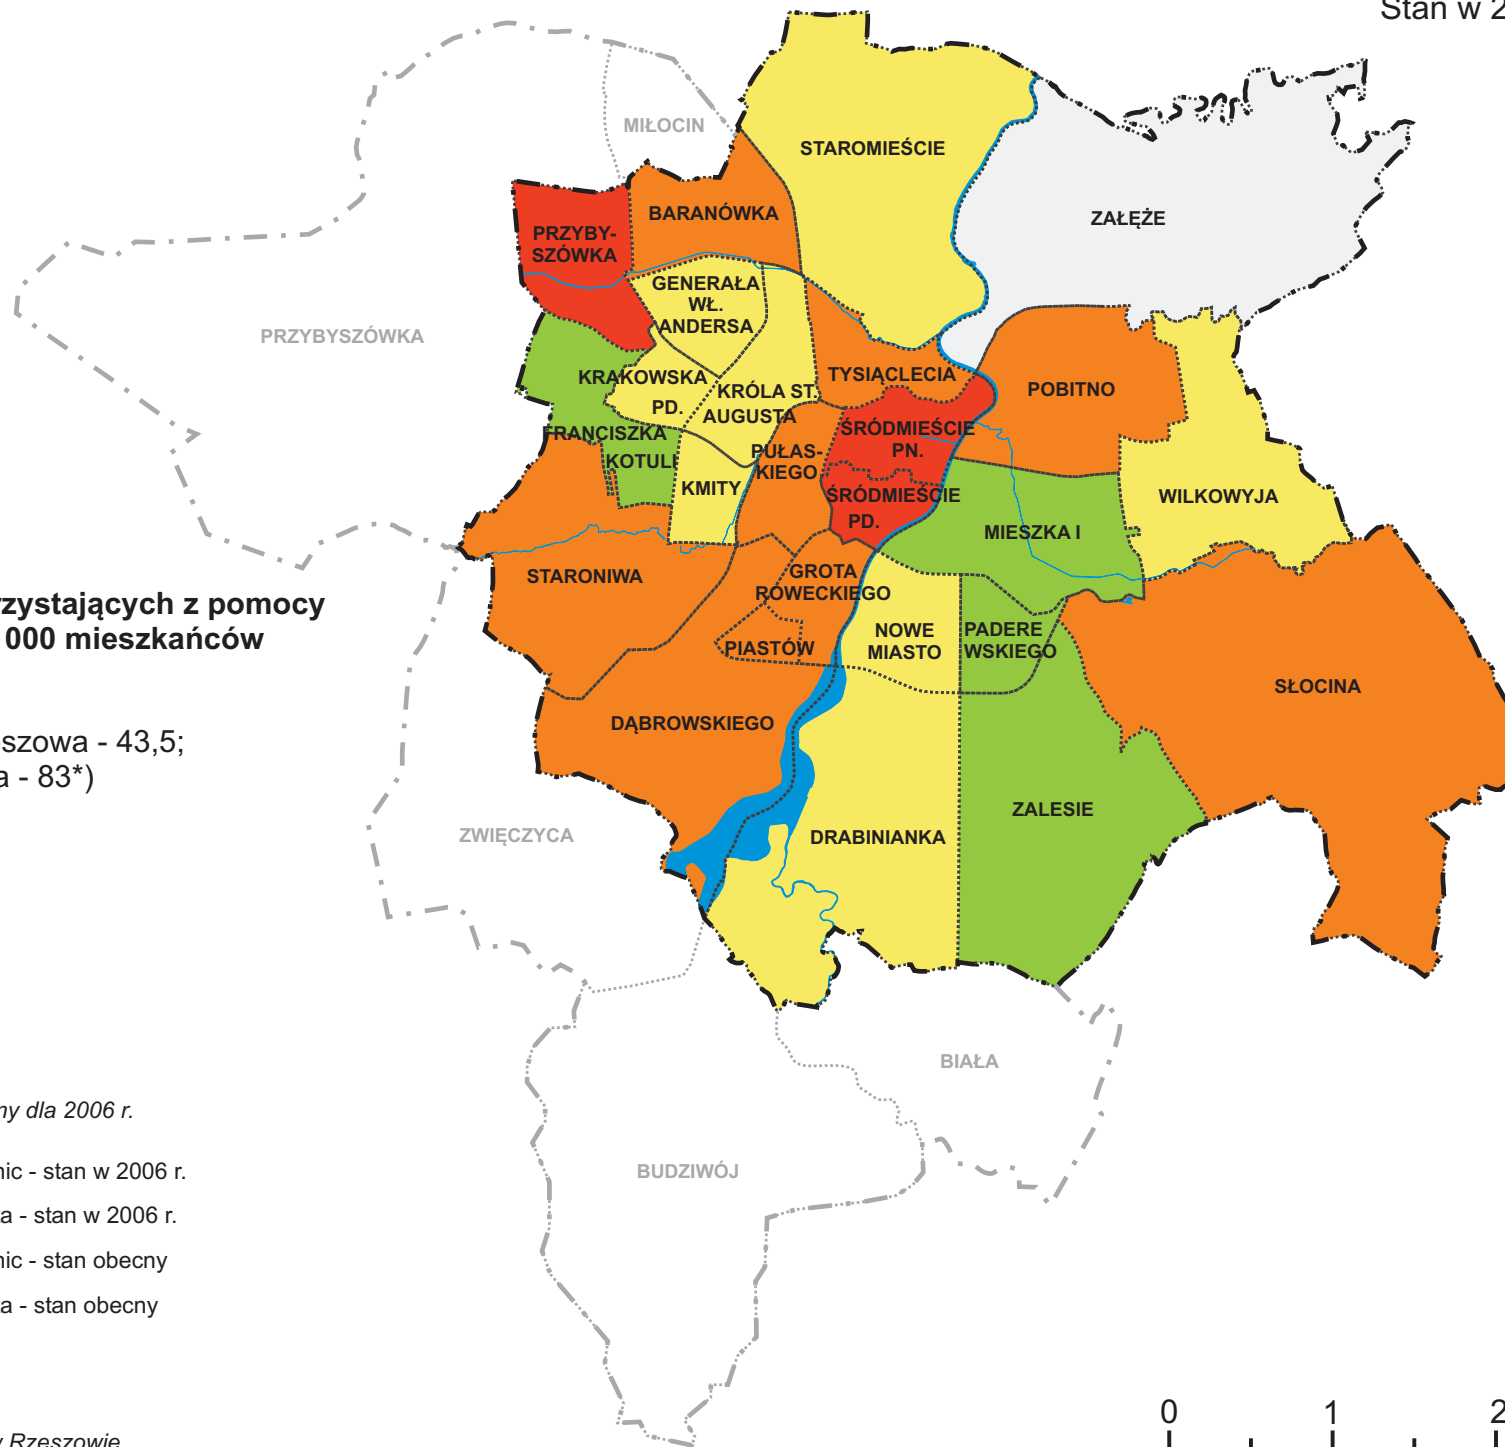 Stan w 2
MIŁOCIN
STAROMIEŚCIE
BARANÓWKA
ZAŁĘŻE
PRZYBY-
SZÓWKA
GENERAŁA
WŁ.
ANDERSA
PRZYBYSZÓWKA
KRAKOWSKA
PD.
KRÓLA ST.
AUGUSTA
TYSIĄCLECIA
POBITNO
FRANCISZKA
KOTULI
PUŁAS-
KIEGO
ŚRÓDMIEŚCIE
PN.
KMITY
ŚRÓDMIEŚCIE
PD.
WILKOWYJA
MIESZKA I
STARONIWA
GROTA
ROWECKIEGO
rzystających z pomocy
000 mieszkańców
NOWE
MIASTO
PADERE
WSKIEGO
PIASTÓW
SŁOCINA
DĄBROWSKIEGO
szowa - 43,5;
a - 83*)
ZALESIE
ZWIĘCZYCA
DRABINIANKA
BIAŁA
ny dla 2006 r.
BUDZIWÓJ
nic - stan w 2006 r.
ta - stan w 2006 r.
nic - stan obecny
ta - stan obecny
0 1 2
w Rzeszowie